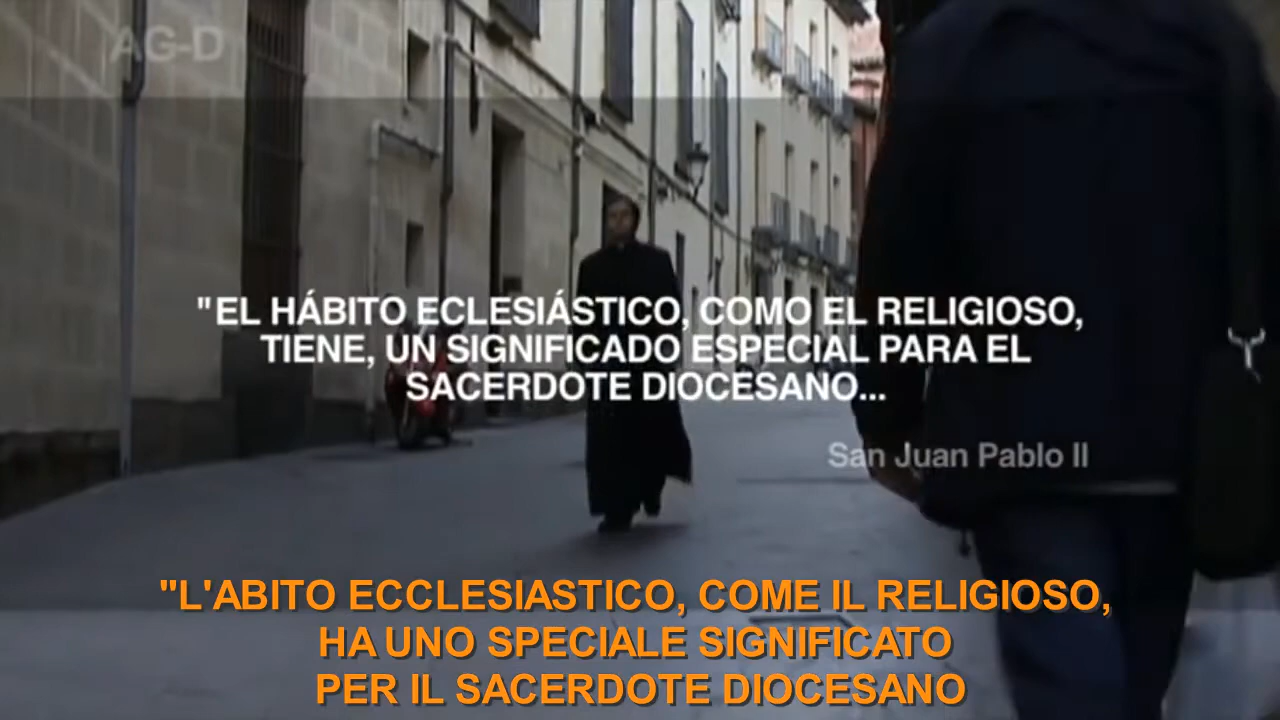 AG-D
"EL HÁBITO ECLESIÁSTICO, COMO EL RELIGIOSO,
TIENE, UN SIGNIFICADO ESPECIAL PARA EL
SACERDOTE DIOCESANO...
San Juan Pablo II
"L'ABITO ECCLESIASTICO, COME IL RELIGIOSO,
HA UNO SPECIALE SIGNIFICATO
PER IL SACERDOTE DIOCESANO